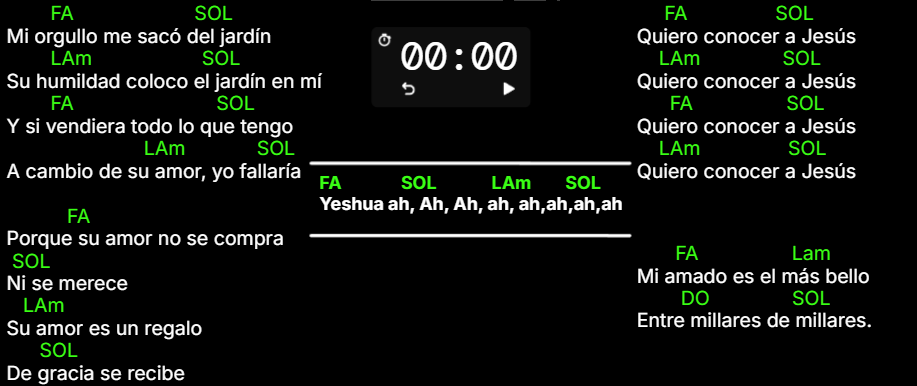 FA SOL
Mi orgullo me sacó del jardín
LAm SOL
Su humildad coloco el jardín en mí
FA SOL
Y si vendiera todo lo que tengo
LAm SOL
A cambio de su amor, yo fallaría
FA
Porque su amor no se compra
SOL
Ni se merece
LAm
Su amor es un regalo
SOL
De gracia se recibe
00:00
FA SOL LAm SOL
Yeshua ah, Ah, Ah, ah, ah,ah,ah,ah
FA SOL
Quiero conocer a Jesús
LAm SOL
Quiero conocer a Jesús
FA SOL
Quiero conocer a Jesús
LAm SOL
Quiero conocer a Jesús
FA Lam
Mi amado es el más bello
DO SOL
Entre millares de millares.